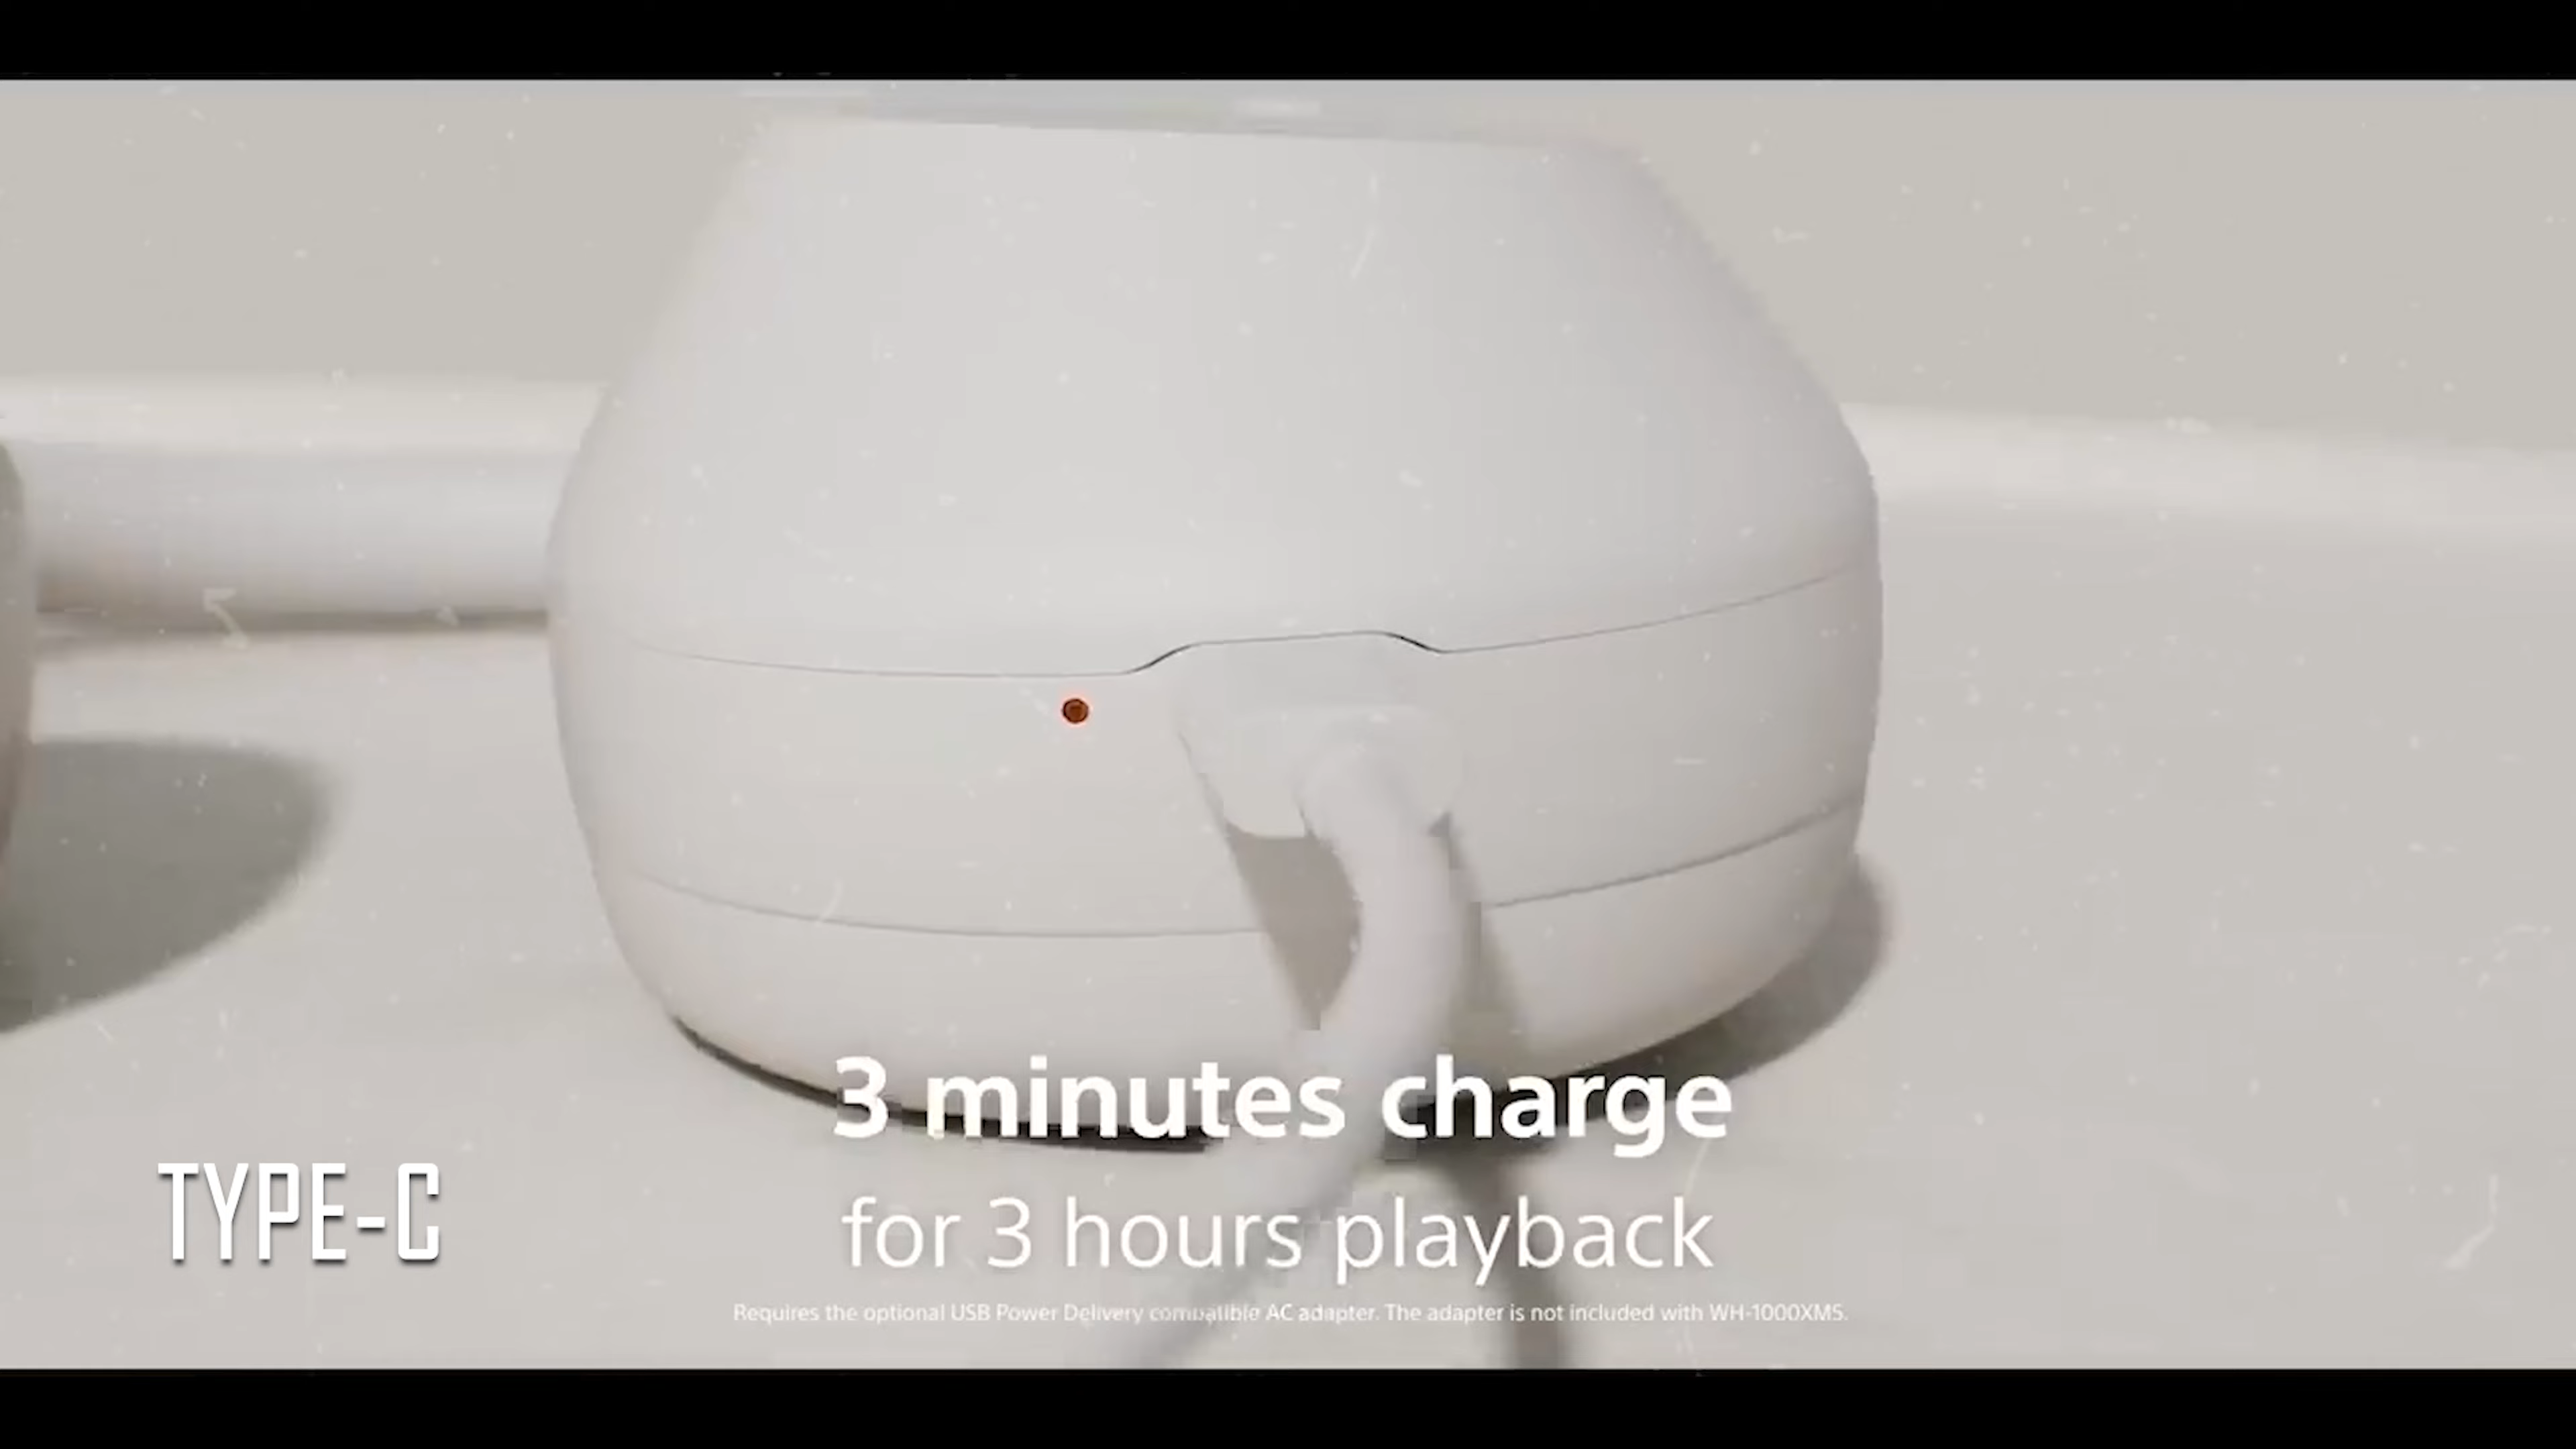 3 minutes charge
TYPE-C
for 3 hours playback
Requires the optional USB Power Delivery compatible AC adapter. The adapter is not included with WH-1000XM5.